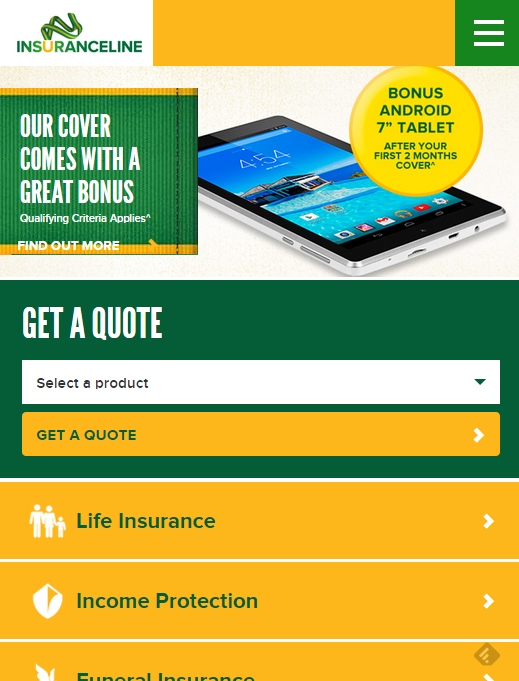 INSURANCELINE
OUR COVER
COMES WITH A
GREAT BONUS
Qualifying Criteria Applies^
FIND OUT MORE
4:54
BONUS
ANDROID
7” TABLET
AFTER YOUR
FIRST 2 MONTHS
COVER^
GET A QUOTE
Select a product
GET A QUOTE
Life Insurance
Income Protection
Funeral Insurance